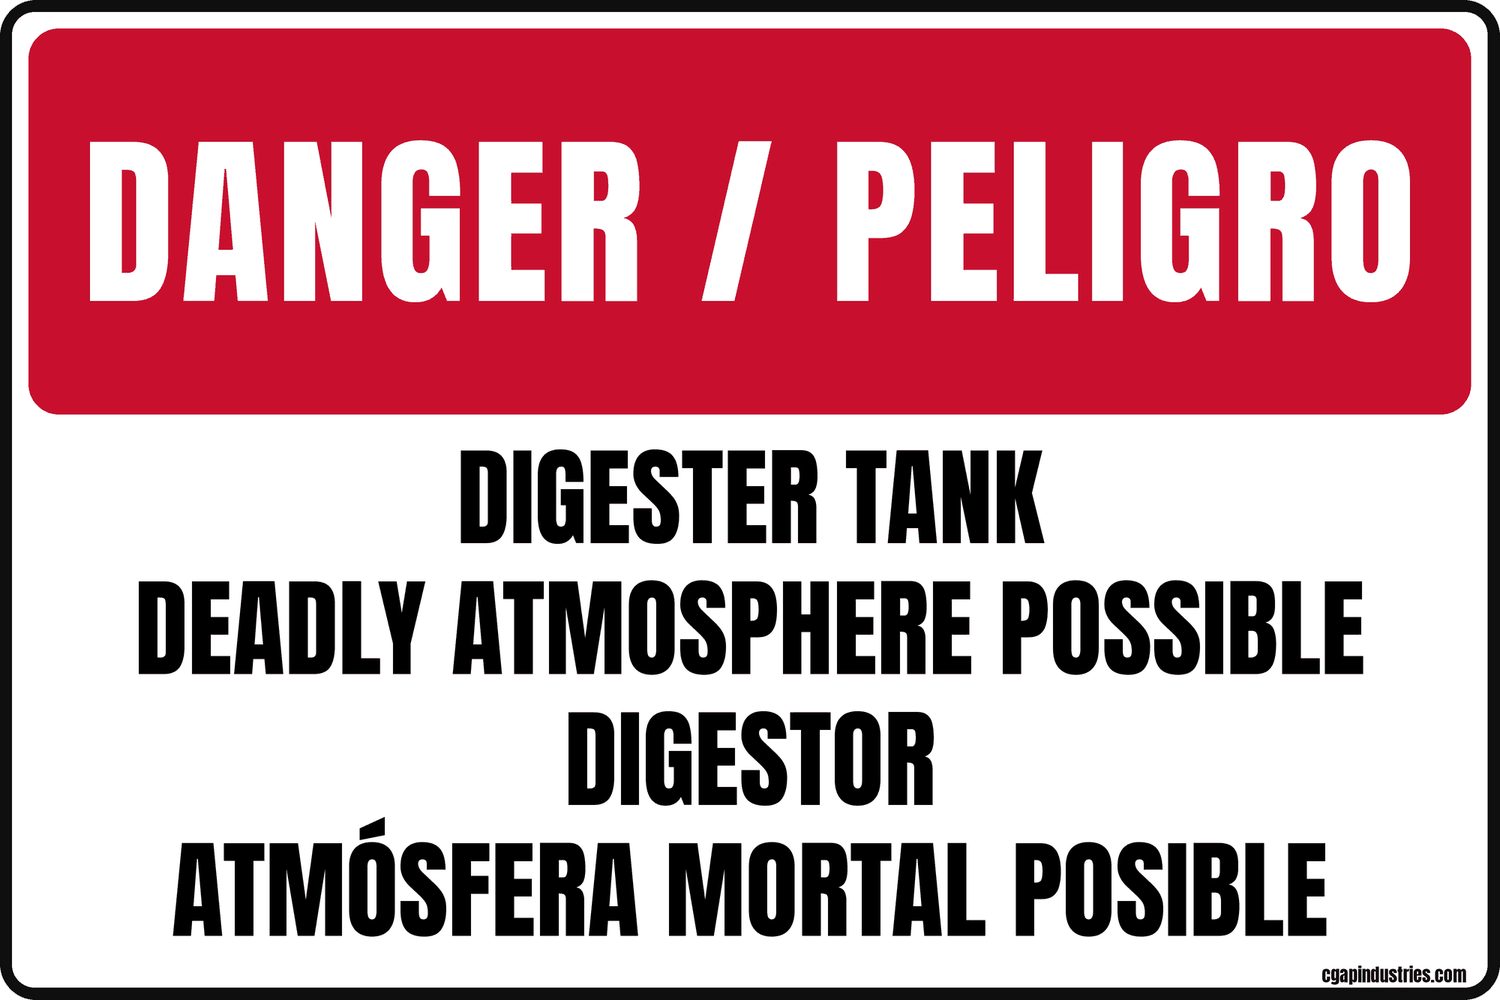 DANGER / PELIGRO
DIGESTER TANK
DEADLY ATMOSPHERE POSSIBLE
DIGESTOR
ATMÓSFERA MORTAL POSIBLE
cgapindustries.com